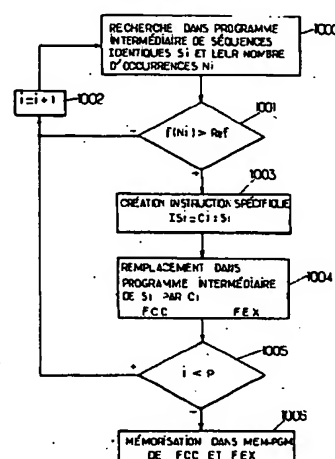 1000
RECHERCHE DANS PROGRAMME
INTERMÉDIAIRE DE SÉQUENCES
IDENTIQUES Si ET LEUR NOMBRE
D'OCCURRENCES Ni
i=i+1
1002
1001
-
f(Ni) > Ref
+
1003
CRÉATION INSTRUCTION SPÉCIFIQUE
ISi=Ci:Si
REMPLACEMENT DANS
PROGRAMME INTERMÉDIAIRE
DE Si PAR Ci
FCC FEX
1004
1005
+
i < P
-
1006
MÉMORISATION DANS MEM-PGM
DE FCC ET FEX